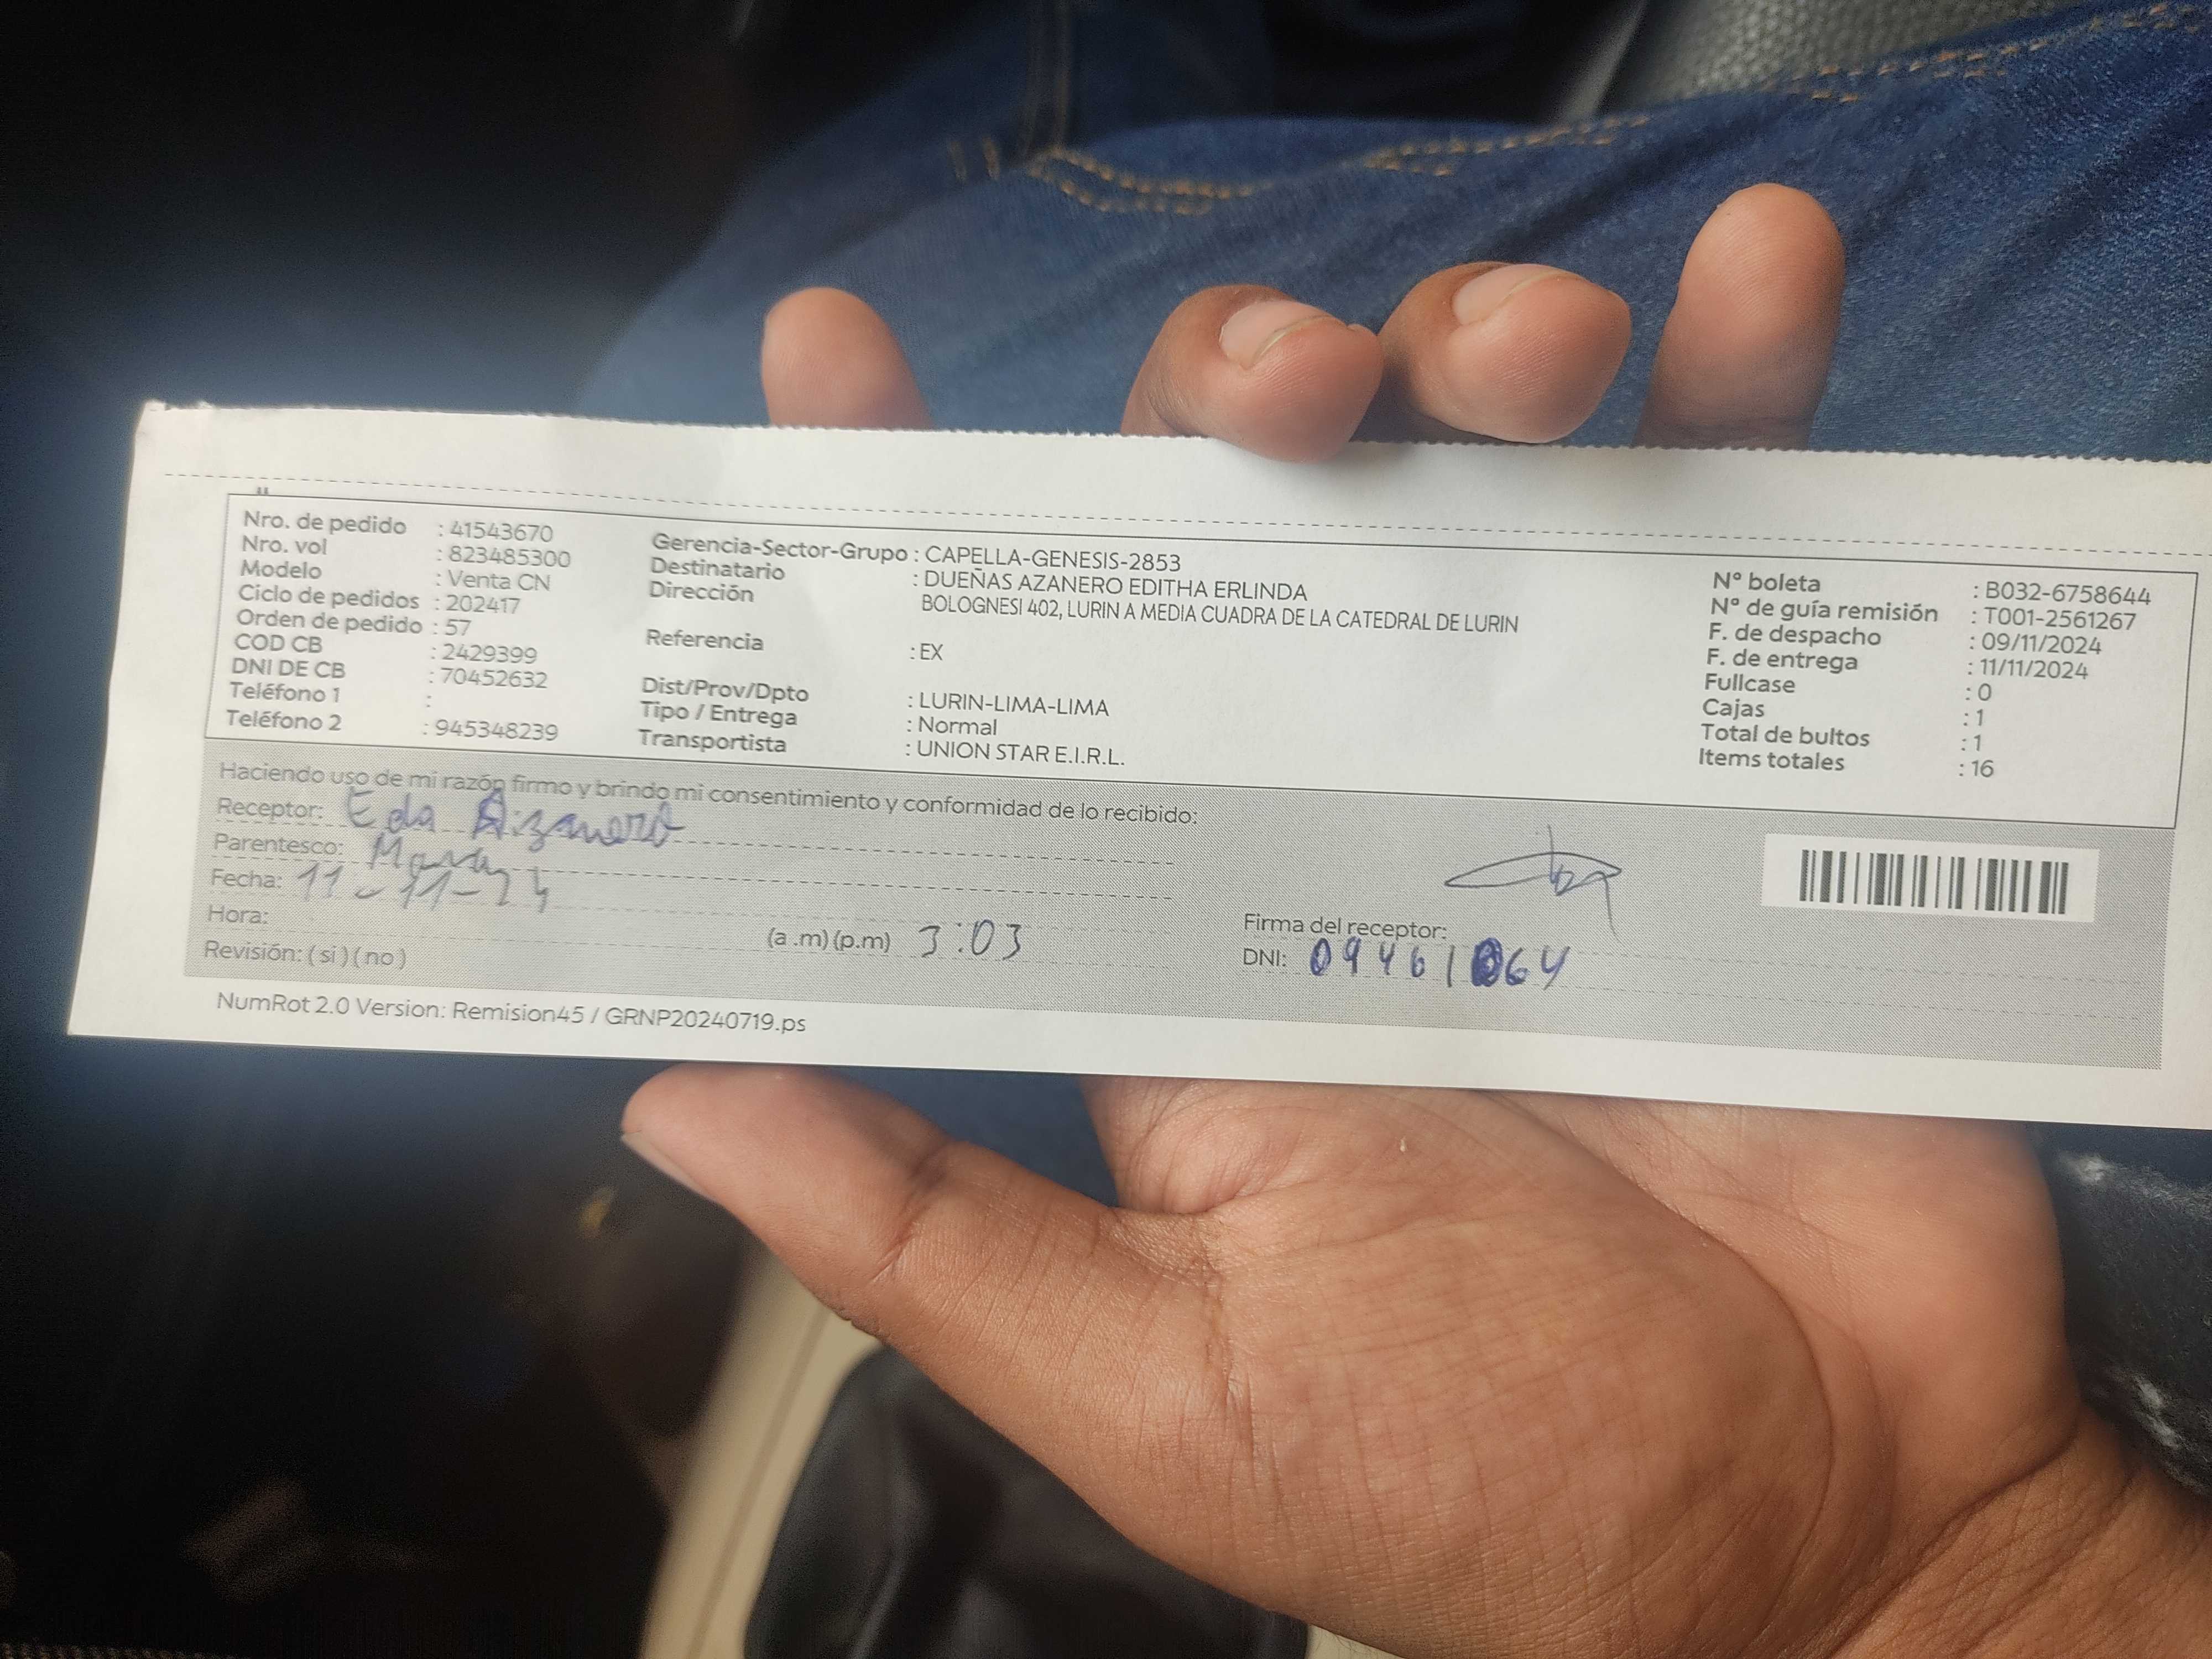 Nro. de pedido : 41543670
Nro. vol : 823485300
Modelo : Venta CN
Ciclo de pedidos : 202417
Orden de pedido : 57
COD CB : 2429399
DNI DE CB : 70452632
Teléfono 1 :
Teléfono 2 : 945348239
Gerencia-Sector-Grupo : CAPELLA-GENESIS-2853
Destinatario : DUEÑAS AZANERO EDITHA ERLINDA
Dirección BOLOGNESI 402, LURIN A MEDIA CUADRA DE LA CATEDRAL DE LURIN
Referencia : EX
Dist/Prov/Dpto : LURIN-LIMA-LIMA
Tipo / Entrega : Normal
Transportista : UNION STAR E.I.R.L.
N° boleta : B032-6758644
N° de guía remisión : T001-2561267
F. de despacho : 09/11/2024
F. de entrega : 11/11/2024
Fullcase : 0
Cajas : 1
Total de bultos : 1
Items totales : 16
Haciendo uso de mi razón firmo y brindo mi consentimiento y conformidad de lo recibido:
Receptor: Eda
Parentesco:
Fecha: 11-11-24
Hora: (a .m) (p.m) 3:03
Revisión: ( si ) ( no )
Firma del receptor:
DNI: 09461064
NumRot 2.0 Version: Remision45 / GRNP20240719.ps